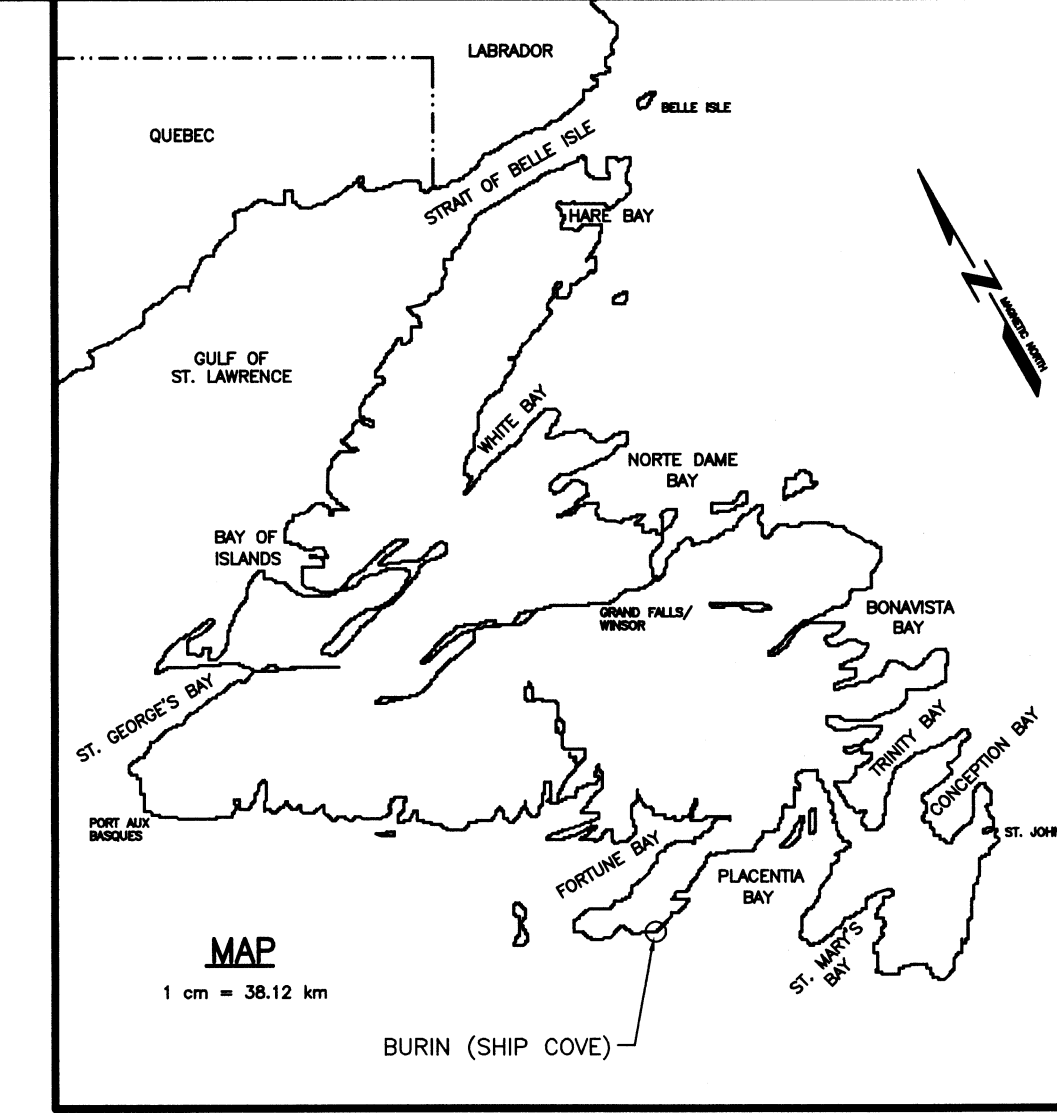 LABRADOR
BELLE ISLE
QUEBEC
STRAIT OF BELLE ISLE
HARE BAY
MAGNETIC NORTH
GULF OF
ST. LAWRENCE
WHITE BAY
NORTE DAME
BAY
BAY OF
ISLANDS
GRAND FALLS/
WINSOR
BONAVISTA
BAY
ST. GEORGE'S BAY
TRINITY BAY
CONCEPTION BAY
PORT AUX
BASQUES
ST. JOHN
FORTUNE BAY
PLACENTIA
BAY
ST. MARY'S
BAY
MAP
1 cm = 38.12 km
BURIN (SHIP COVE)